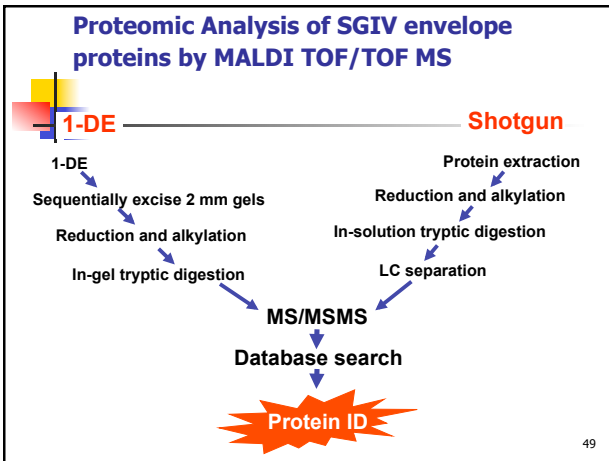 Proteomic Analysis of SGIV envelope
proteins by MALDI TOF/TOF MS
1-DE
Shotgun
1-DE
Sequentially excise 2 mm gels
Reduction and alkylation
In-gel tryptic digestion
Protein extraction
Reduction and alkylation
In-solution tryptic digestion
LC separation
MS/MSMS
Database search
Protein ID
49